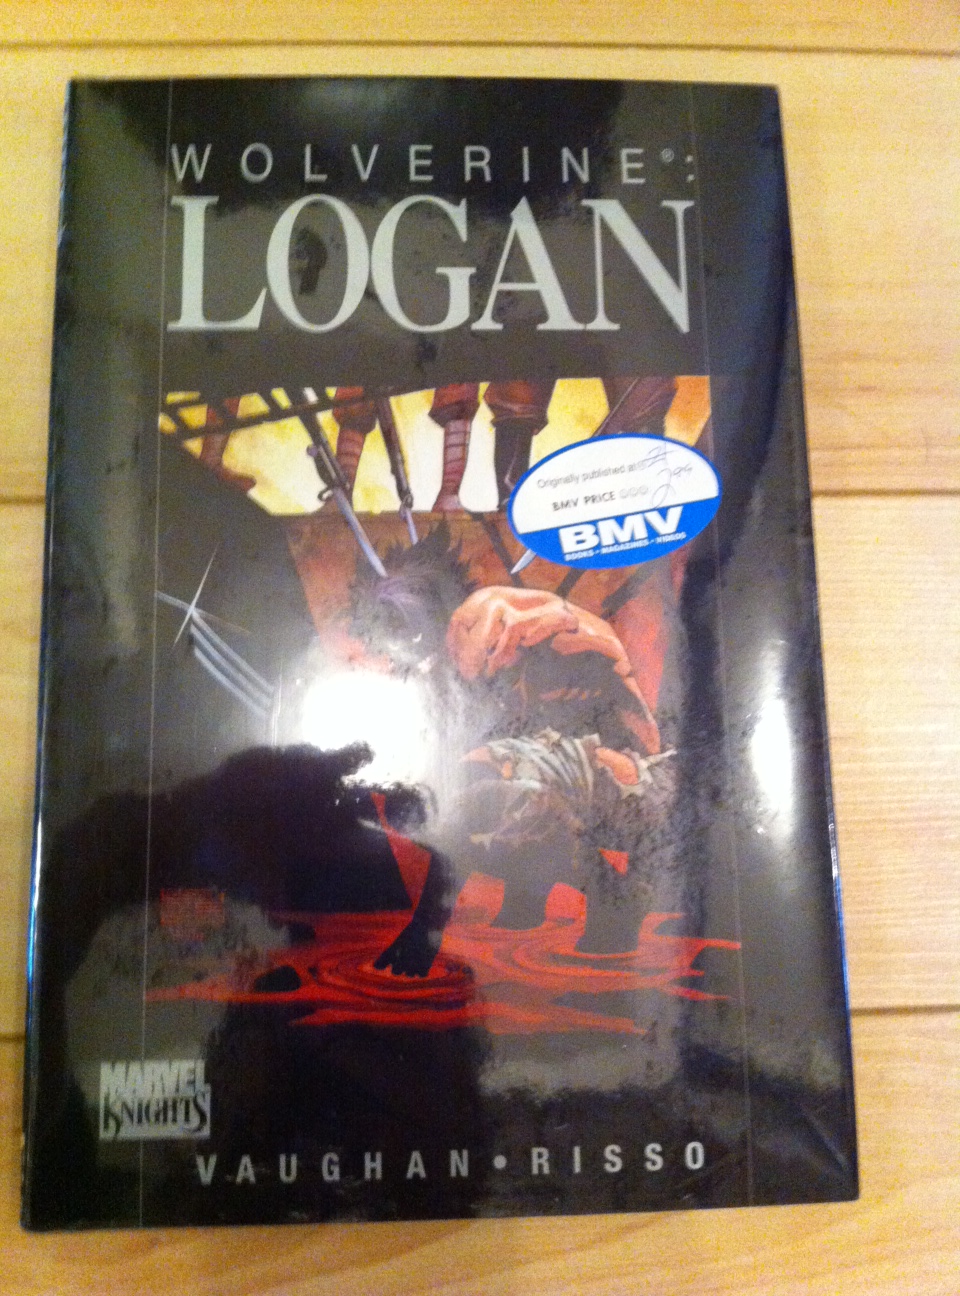 WOLVERINE®:
LOGAN
Originally published at
BMV PRICE
BMV
BOOKS • MAGAZINES • VIDEOS
MARVEL
KNIGHTS
VAUGHAN • RISSO